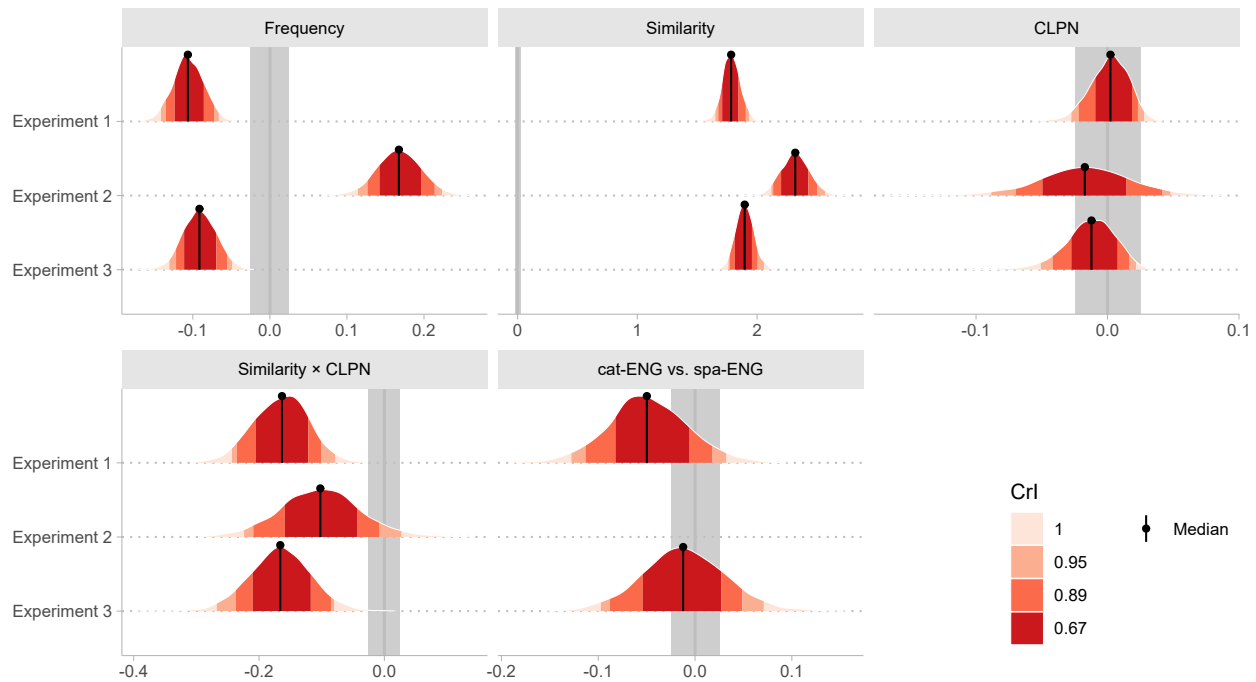 Frequency Similarity CLPN
Experiment 1
Experiment 2
Experiment 3
-0.1 0.0 0.1 0.2 0 1 2 -0.1 0.0 0.1
Similarity × CLPN cat-ENG vs. spa-ENG
Experiment 1
Experiment 2
Experiment 3
-0.4 -0.2 0.0 -0.2 -0.1 0.0 0.1
CrI
1
0.95
0.89
0.67
Median